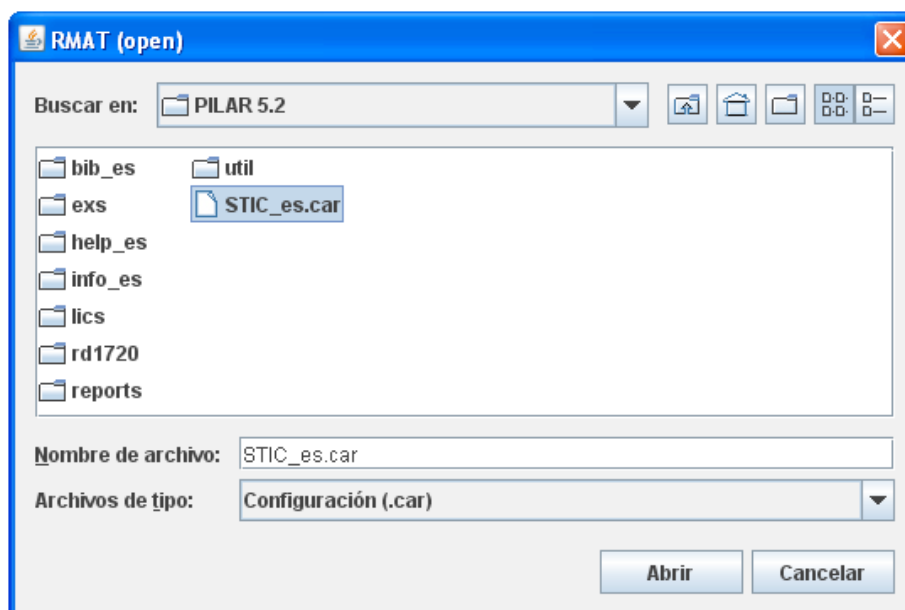 RMAT (open)
Buscar en: PILAR 5.2
bib_es util
exs STIC_es.car
help_es
info_es
lics
rd1720
reports
Nombre de archivo: STIC_es.car
Archivos de tipo: Configuración (.car)
Abrir Cancelar